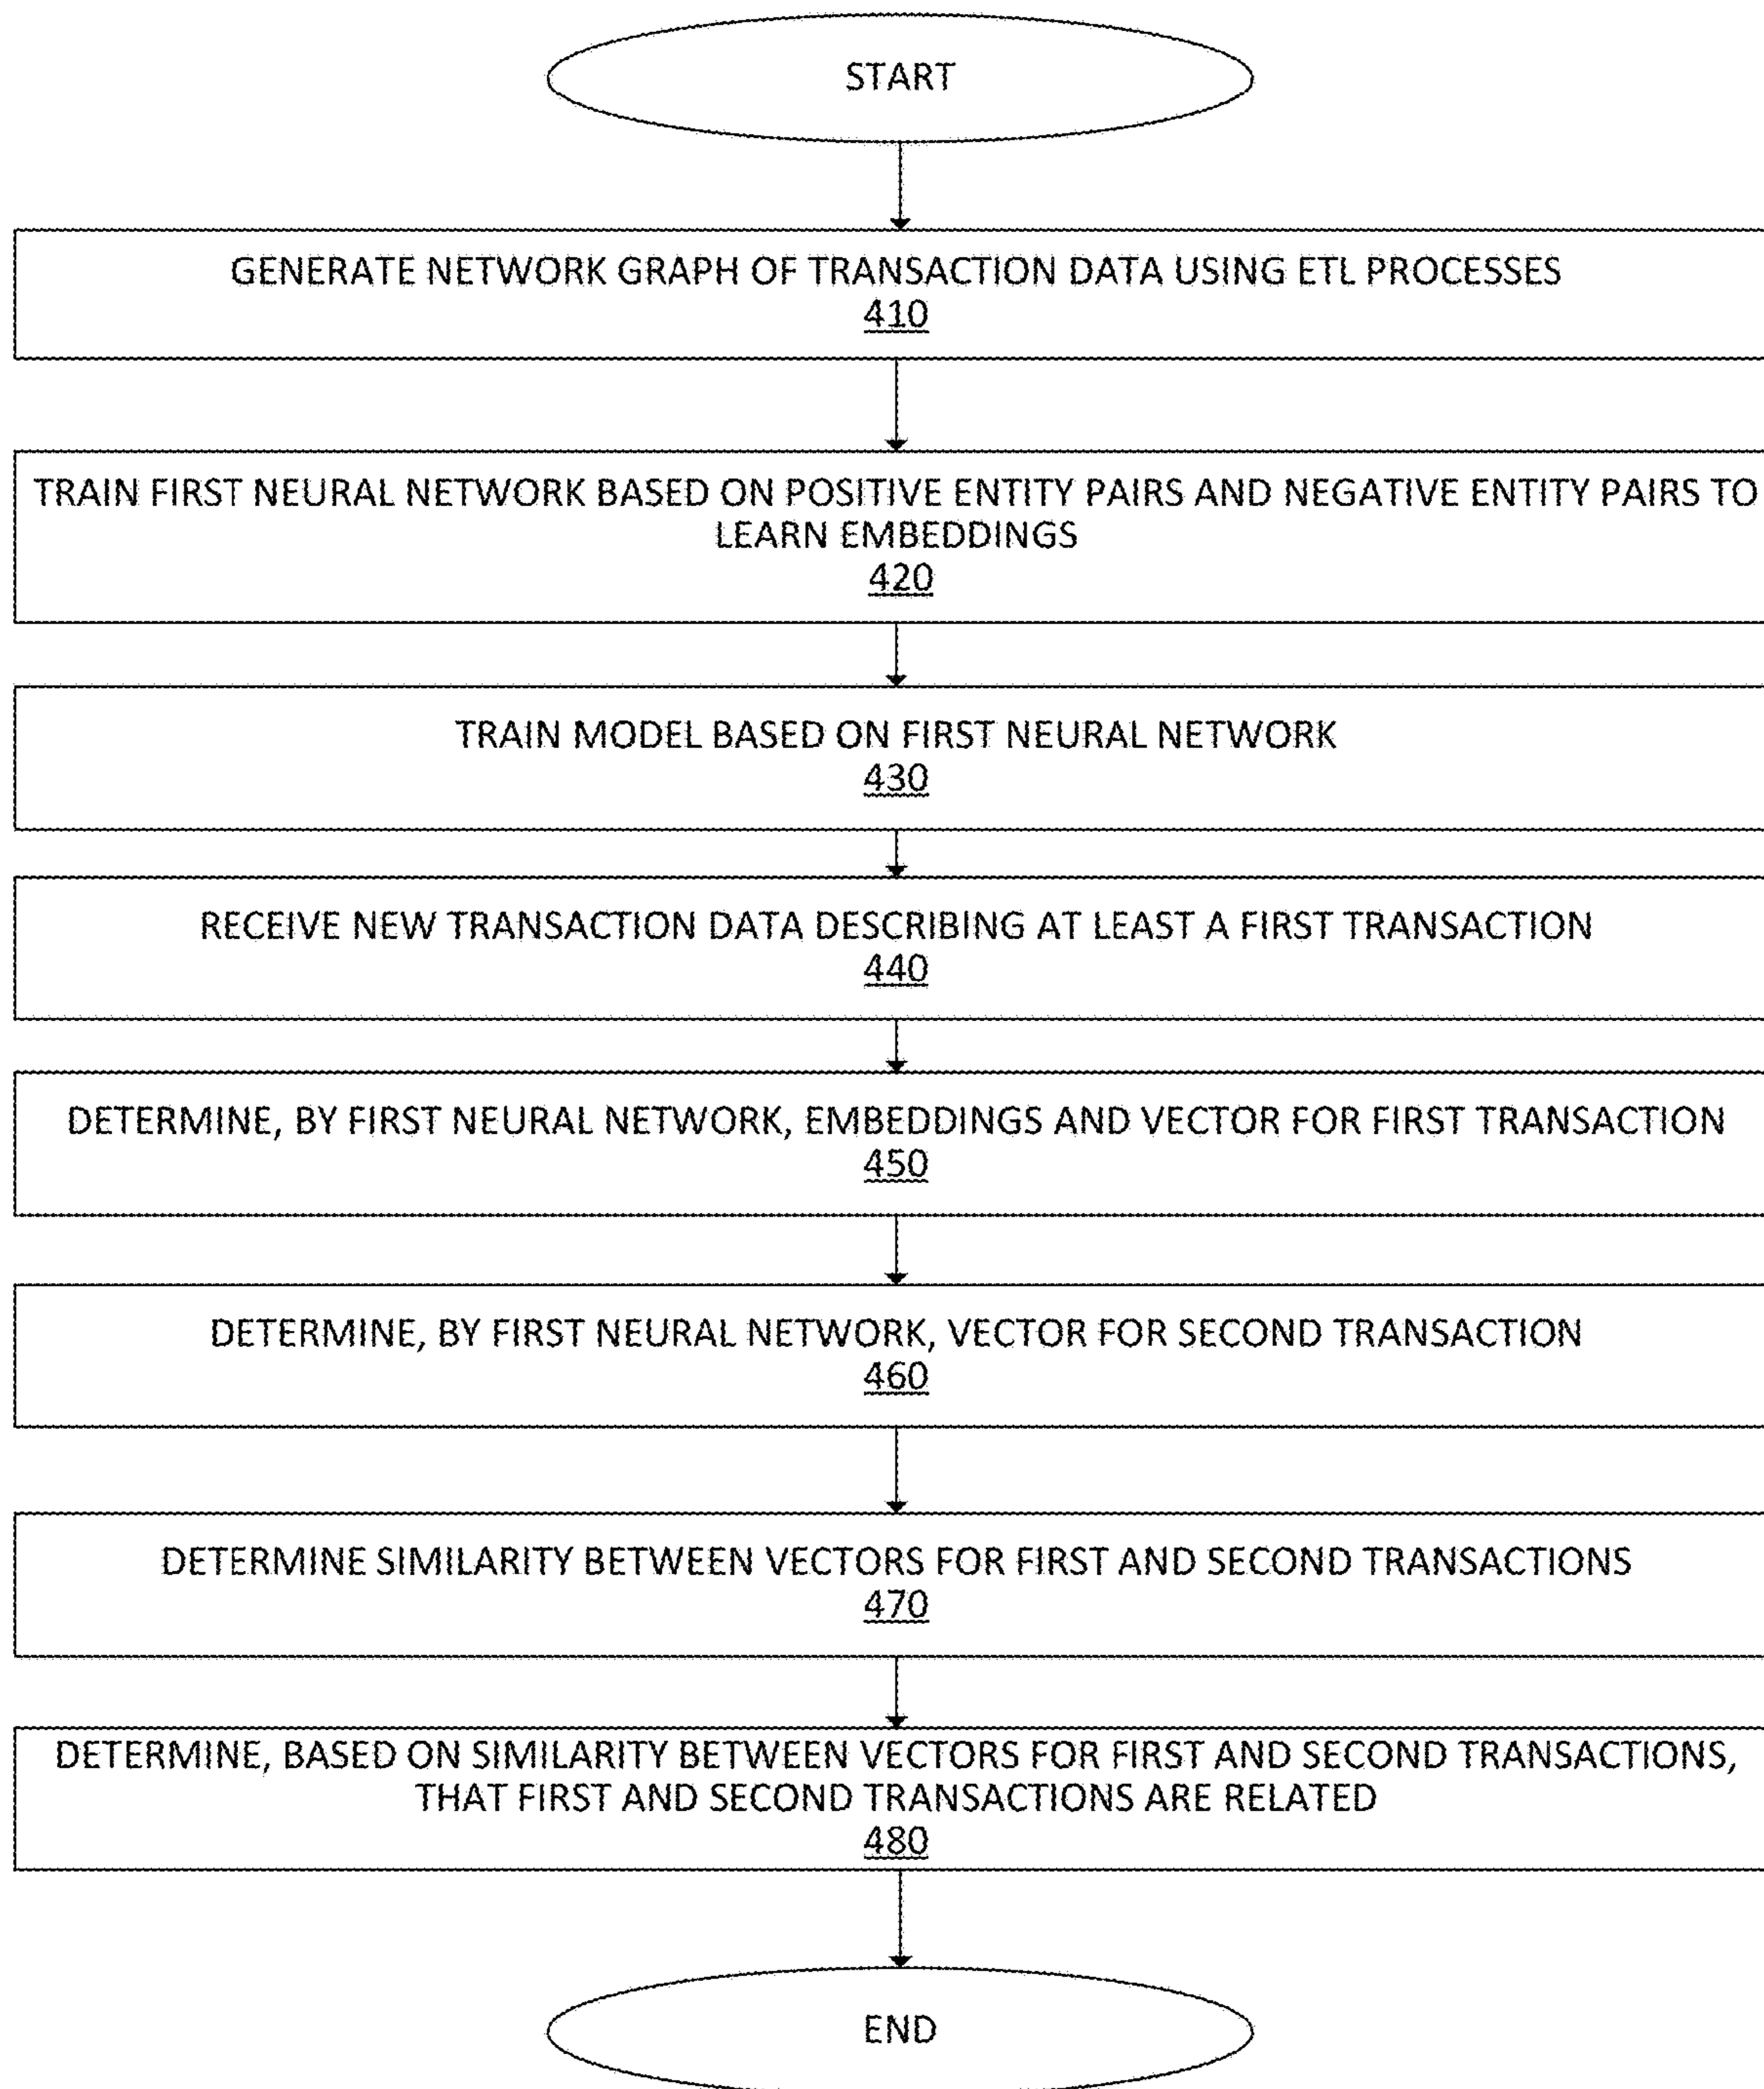 START
GENERATE NETWORK GRAPH OF TRANSACTION DATA USING ETL PROCESSES
410
TRAIN FIRST NEURAL NETWORK BASED ON POSITIVE ENTITY PAIRS AND NEGATIVE ENTITY PAIRS TO
LEARN EMBEDDINGS
420
TRAIN MODEL BASED ON FIRST NEURAL NETWORK
430
RECEIVE NEW TRANSACTION DATA DESCRIBING AT LEAST A FIRST TRANSACTION
440
DETERMINE, BY FIRST NEURAL NETWORK, EMBEDDINGS AND VECTOR FOR FIRST TRANSACTION
450
DETERMINE, BY FIRST NEURAL NETWORK, VECTOR FOR SECOND TRANSACTION
460
DETERMINE SIMILARITY BETWEEN VECTORS FOR FIRST AND SECOND TRANSACTIONS
470
DETERMINE, BASED ON SIMILARITY BETWEEN VECTORS FOR FIRST AND SECOND TRANSACTIONS,
THAT FIRST AND SECOND TRANSACTIONS ARE RELATED
480
END